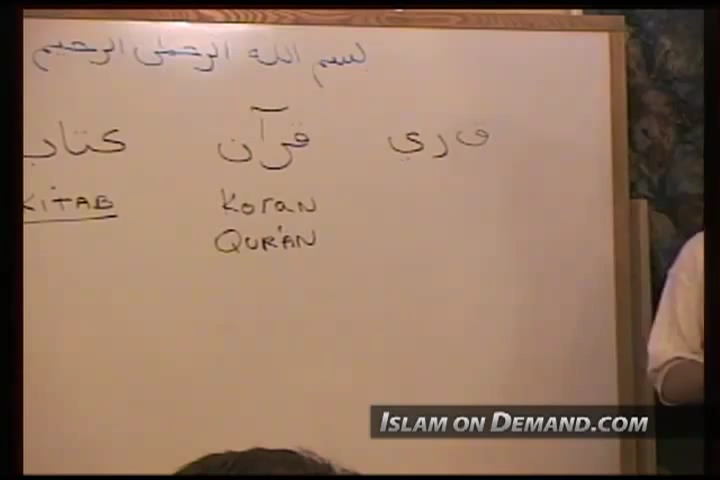 بسم الله الرحمن الرحيم
ق ر ي
قرآن
كتاب
Koran
KITAB
QUR'AN
ISLAM ON DEMAND.COM